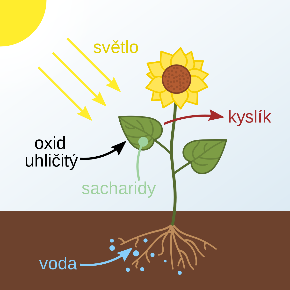 světlo
kyslík
oxid
uhličitý
sacharidy
voda